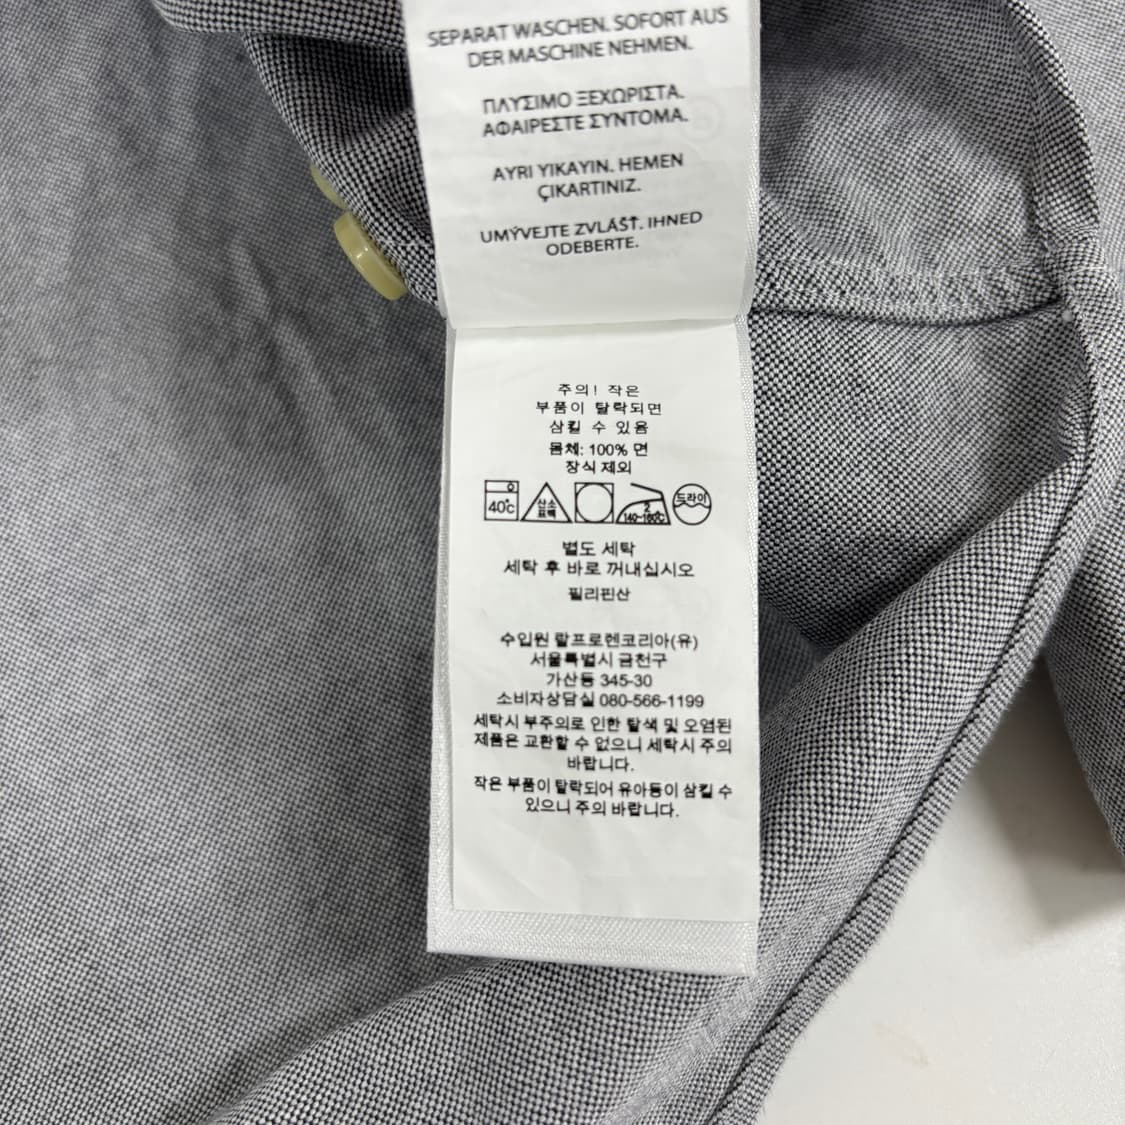 SEPARAT WASCHEN. SOFORT AUS
DER MASCHINE NEHMEN.
ΠΛΥΣΙΜΟ ΞΕΧΩΡΙΣΤΑ.
ΑΦΑΙΡΕΣΤΕ ΣΥΝΤΟΜΑ.
AYRI YIKAYIN. HEMEN
ÇIKARTINIZ.
UMÝVEJTE ZVLÁŠŤ. IHNED
ODEBERTE.
주의! 작은
부품이 탈락되면
삼킬 수 있음
몸체: 100% 면
장식 제외
40°C 산소 표백 2 140~160°C 드라이
별도 세탁
세탁 후 바로 꺼내십시오
필리핀산
수입원 랄프로렌코리아(유)
서울특별시 금천구
가산동 345-30
소비자상담실 080-566-1199
세탁시 부주의로 인한 탈색 및 오염된
제품은 교환할 수 없으니 세탁시 주의
바랍니다.
작은 부품이 탈락되어 유아등이 삼킬 수
있으니 주의 바랍니다.